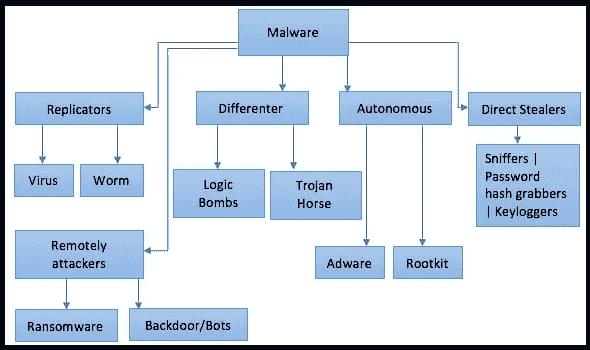 Malware
Replicators
Differenter
Autonomous
Direct Stealers
Virus
Worm
Logic
Bombs
Trojan
Horse
Sniffers |
Password
hash grabbers
| Keyloggers
Remotely
attackers
Adware
Rootkit
Ransomware
Backdoor/Bots